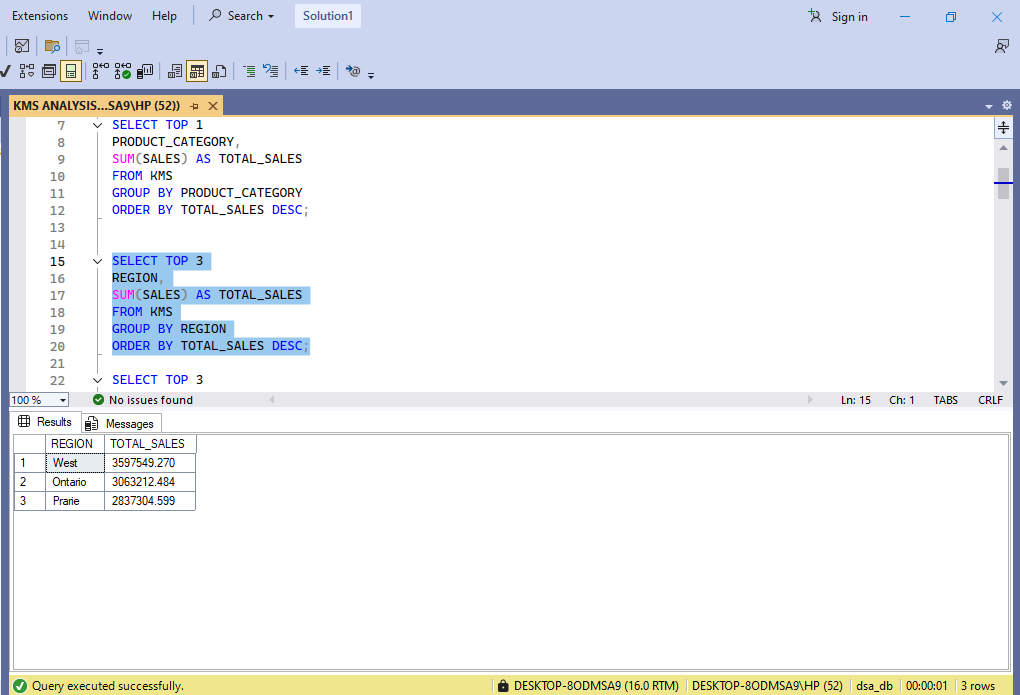 Extensions Window Help Search Solution1 Sign in
KMS ANALYSIS...SA9\HP (52))
7 SELECT TOP 1
8 PRODUCT_CATEGORY,
9 SUM(SALES) AS TOTAL_SALES
10 FROM KMS
11 GROUP BY PRODUCT_CATEGORY
12 ORDER BY TOTAL_SALES DESC;
13
14
15 SELECT TOP 3
16 REGION,
17 SUM(SALES) AS TOTAL_SALES
18 FROM KMS
19 GROUP BY REGION
20 ORDER BY TOTAL_SALES DESC;
21
22 SELECT TOP 3
100 % No issues found Ln: 15 Ch: 1 TABS CRLF
Results Messages
REGION TOTAL_SALES
1 West 3597549.270
2 Ontario 3063212.484
3 Prarie 2837304.599
Query executed successfully. DESKTOP-8ODMSA9 (16.0 RTM) DESKTOP-8ODMSA9\HP (52) dsa_db 00:00:01 3 rows